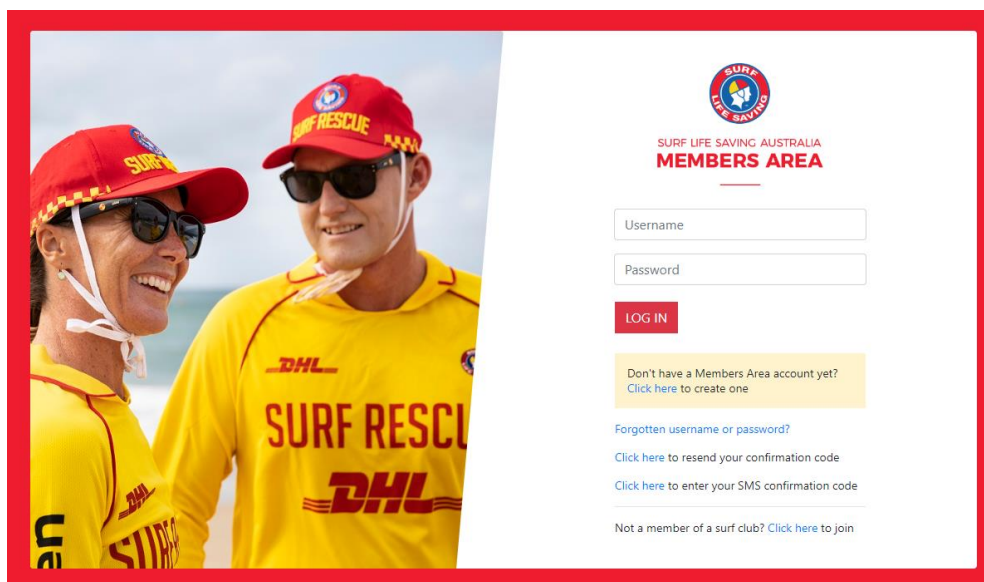 SURF
SURF RESCUE
DHL
SURF RESCU
DHL
DHL
SURF
en
SURF
LIFE SAVING
SURF LIFE SAVING AUSTRALIA
MEMBERS AREA
Username
Password
LOG IN
Don't have a Members Area account yet?
Click here to create one
Forgotten username or password?
Click here to resend your confirmation code
Click here to enter your SMS confirmation code
Not a member of a surf club? Click here to join